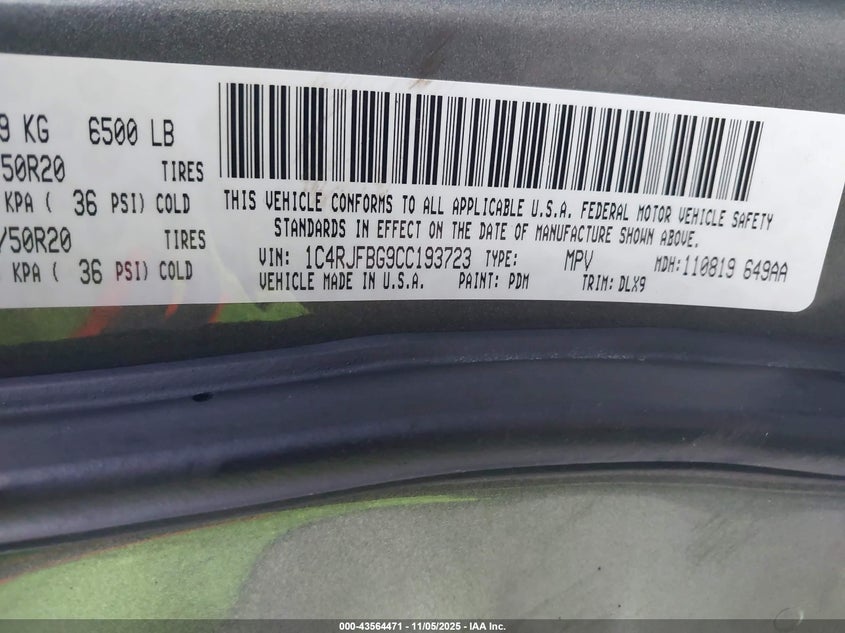 9 KG 6500 LB
50R20 TIRES
KPA ( 36 PSI) COLD
/50R20 TIRES
KPA ( 36 PSI) COLD
THIS VEHICLE CONFORMS TO ALL APPLICABLE U.S.A. FEDERAL MOTOR VEHICLE SAFETY
STANDARDS IN EFFECT ON THE DATE OF MANUFACTURE SHOWN ABOVE.
VIN: 1C4RJFBG9CC193723 TYPE: MPV MDH:110819 649AA
VEHICLE MADE IN U.S.A. PAINT: PDM TRIM: DLX9
000-43564471 - 11/05/2025 - IAA Inc.